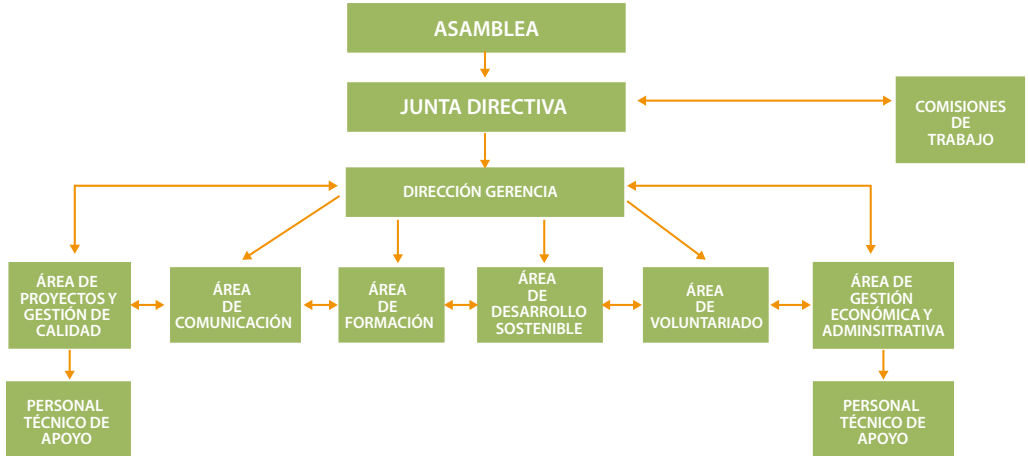 ASAMBLEA
JUNTA DIRECTIVA
COMISIONES
DE
TRABAJO
DIRECCIÓN GERENCIA
ÁREA DE
PROYECTOS Y
GESTIÓN DE
CALIDAD
ÁREA
DE
COMUNICACIÓN
ÁREA
DE
FORMACIÓN
ÁREA
DE
DESARROLLO
SOSTENIBLE
ÁREA
DE
VOLUNTARIADO
ÁREA DE
GESTIÓN
ECONÓMICA Y
ADMINSITRATIVA
PERSONAL
TÉCNICO DE
APOYO
PERSONAL
TÉCNICO DE
APOYO